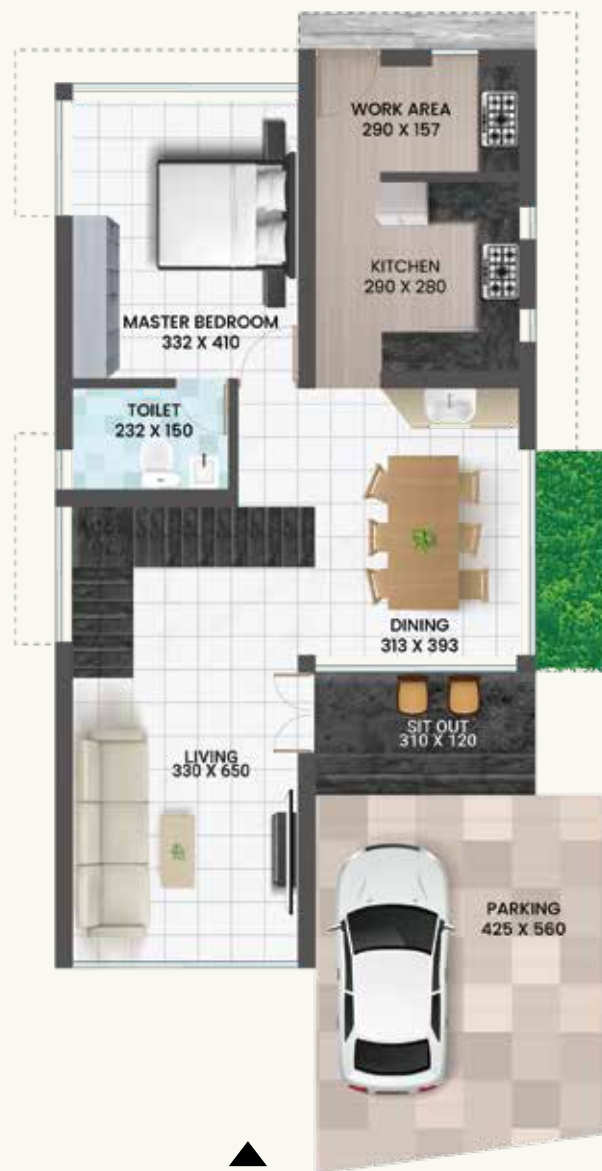 WORK AREA
290 X 157
KITCHEN
290 X 280
MASTER BEDROOM
332 X 410
TOILET
232 X 150
DINING
313 X 393
SIT OUT
310 X 120
LIVING
330 X 650
PARKING
425 X 560